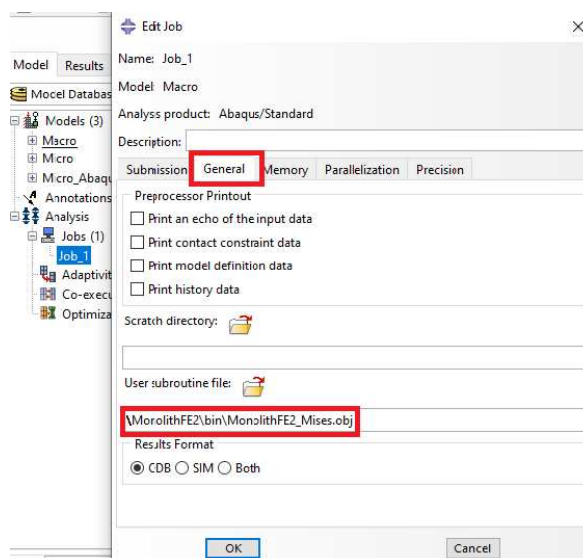 Edit Job
Name: Job_1
Model Results
Model: Macro
Mocel Databas
Analysis product: Abaqus/Standard
Models (3)
Description:
Macro
Micro
Submission General Memory Parallelization Precision
Micro_Abaqu
Annotations
Preprocessor Printout
Analysis
Print an echo of the input data
Jobs (1)
Print contact constraint data
Job_1
Print model definition data
Adaptivit
Print history data
Co-execu
Optimiza
Scratch directory:
User subroutine file:
\MorolithFE2\bin\MonolithFE2_Mises.obj
Results Format
CDB SIM Both
OK Cancel